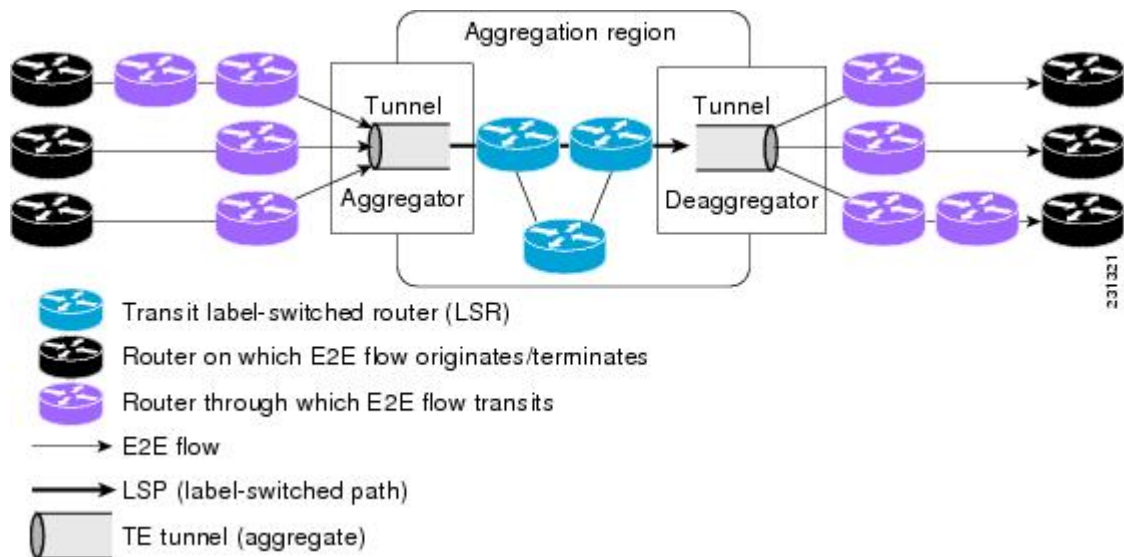 Aggregation region
Tunnel
Tunnel
Aggregator
Deaggregator
231321
Transit label-switched router (LSR)
Router on which E2E flow originates/terminates
Router through which E2E flow transits
E2E flow
LSP (label-switched path)
TE tunnel (aggregate)